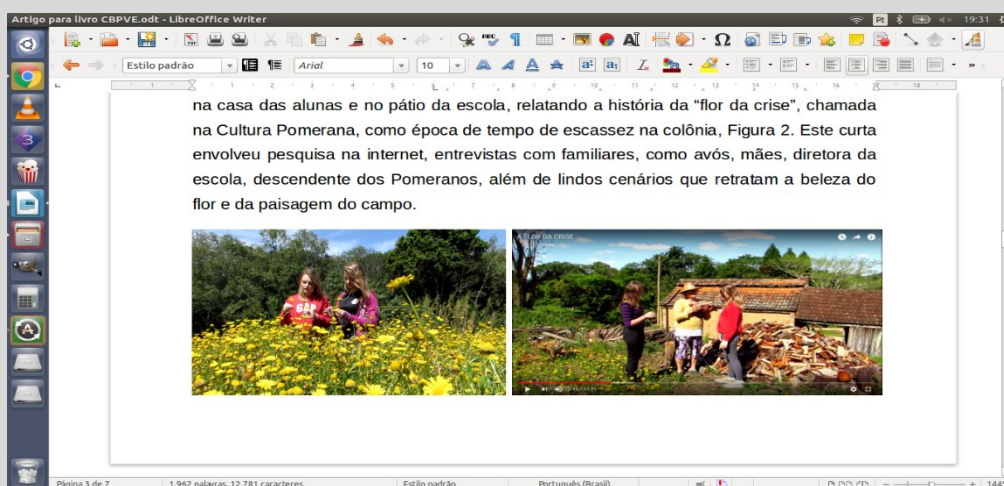 Artigo para livro CBPVE.odt - LibreOffice Writer
Pt
19:31
Estilo padrão
Arial
10
na casa das alunas e no pátio da escola, relatando a história da “flor da crise”, chamada
na Cultura Pomerana, como época de tempo de escassez na colônia, Figura 2. Este curta
envolveu pesquisa na internet, entrevistas com familiares, como avós, mães, diretora da
escola, descendente dos Pomeranos, além de lindos cenários que retratam a beleza do
flor e da paisagem do campo.
A FLOR DA CRISE
GAP
Página 3 de 7
1.962 palavras, 12.781 caracteres
Estilo padrão
Português (Brasil)